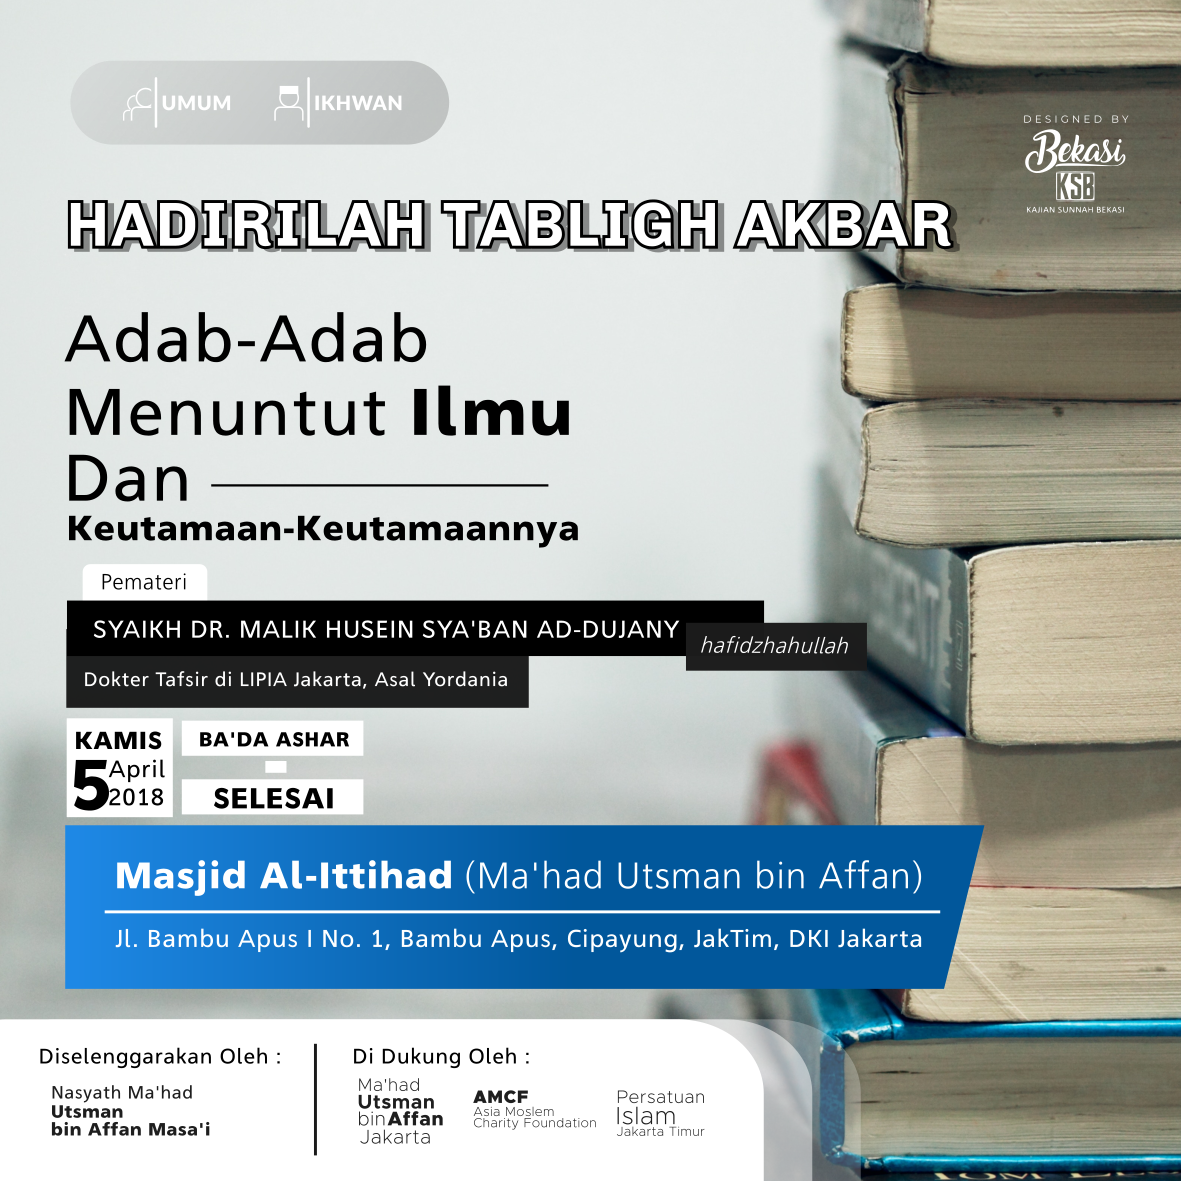 UMUM
IKHWAN
DESIGNED BY
Bekasi
KSB
KAJIAN SUNNAH BEKASI
HADIRILAH TABLIGH AKBAR
Adab-Adab
Menuntut Ilmu
Dan
Keutamaan-Keutamaannya
Pemateri
SYAIKH DR. MALIK HUSEIN SYA'BAN AD-DUJANY
hafidzhahullah
Dokter Tafsir di LIPIA Jakarta, Asal Yordania
KAMIS
5 April
2018
BA'DA ASHAR
-
SELESAI
Masjid Al-Ittihad (Ma'had Utsman bin Affan)
Jl. Bambu Apus I No. 1, Bambu Apus, Cipayung, JakTim, DKI Jakarta
Diselenggarakan Oleh :
Nasyath Ma'had
Utsman
bin Affan Masa'i
Di Dukung Oleh :
Ma'had
Utsman
bin Affan
Jakarta
AMCF
Asia Moslem
Charity Foundation
Persatuan
Islam
Jakarta Timur